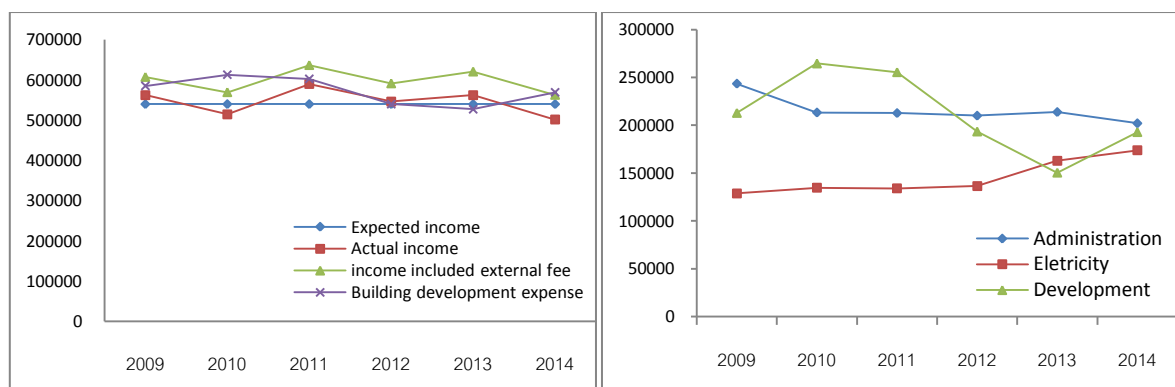 700000
600000
500000
400000
300000
200000
100000
0
Expected income
Actual income
income included external fee
Building development expense
2009 2010 2011 2012 2013 2014
300000
250000
200000
150000
100000
50000
0
Administration
Eletricity
Development
2009 2010 2011 2012 2013 2014